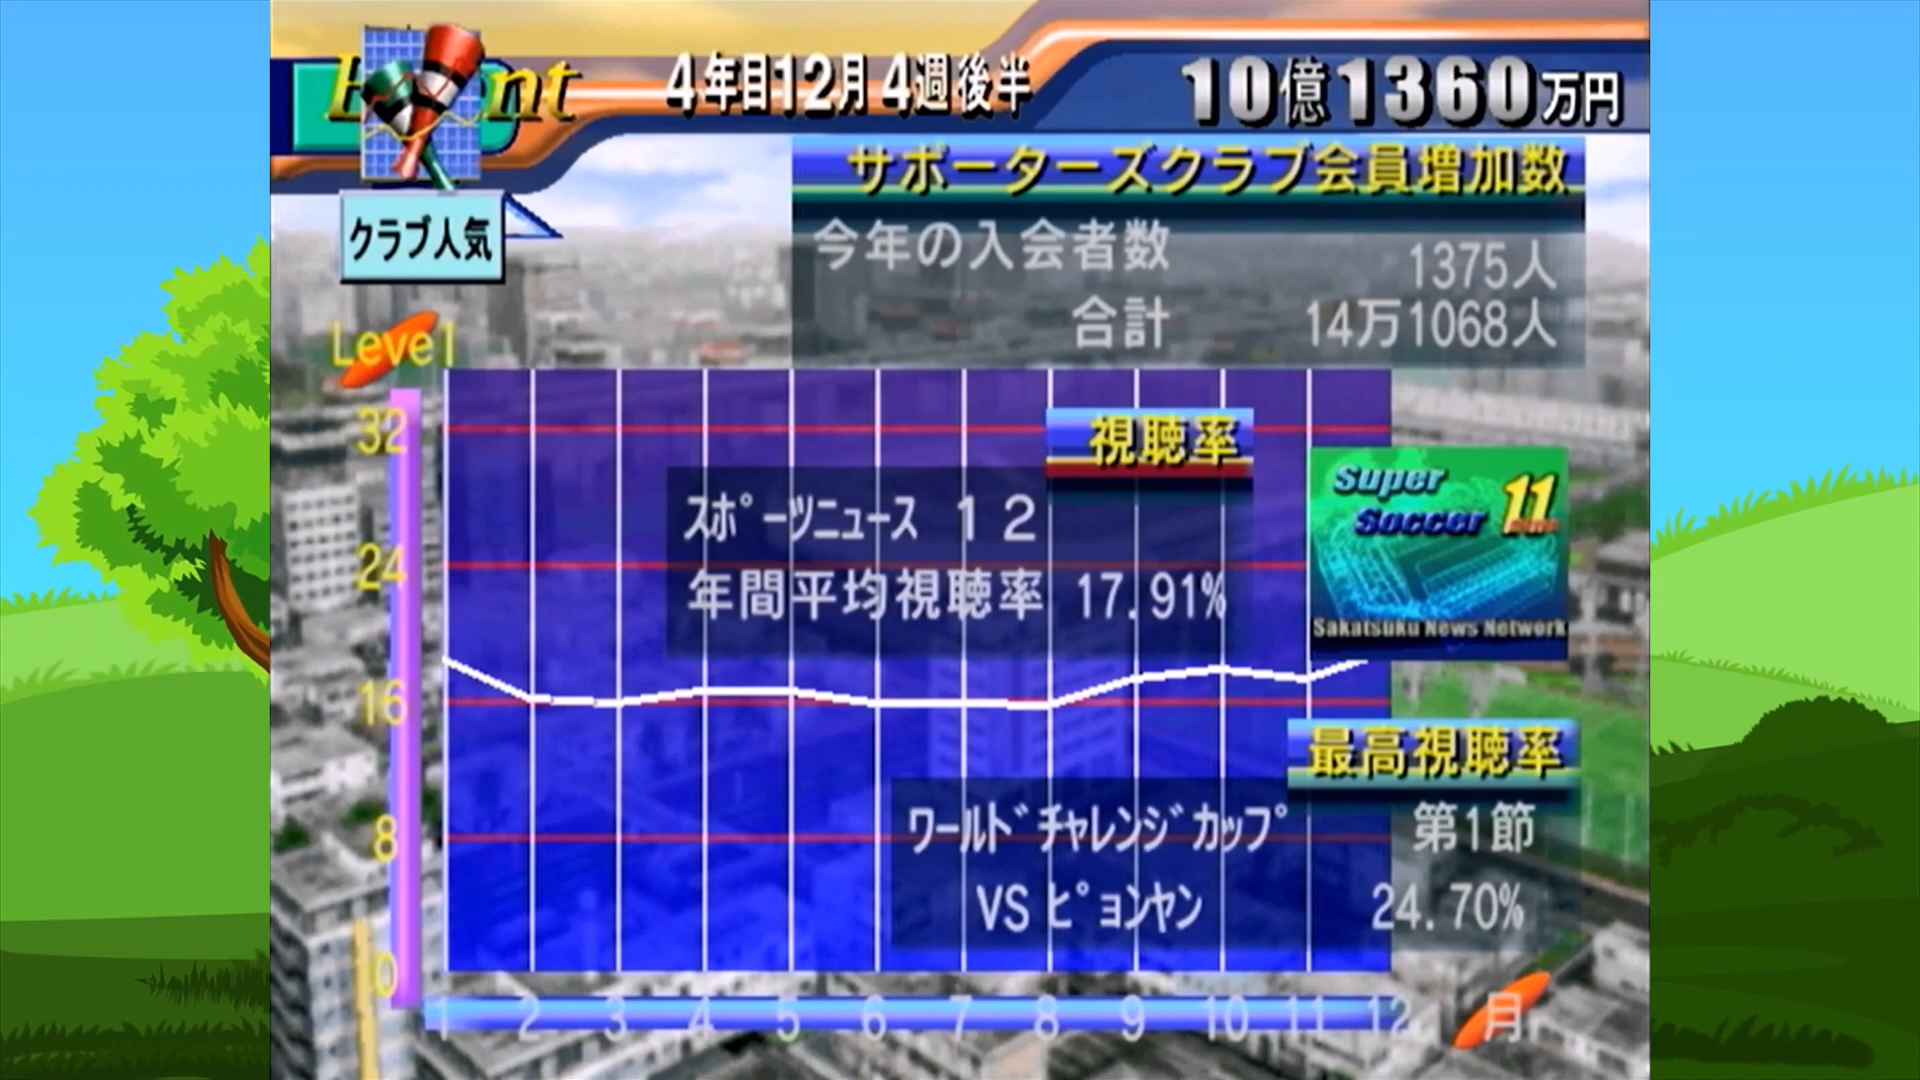 4年目12月4週後半
10億1360万円
クラブ人気
サポーターズクラブ会員増加数
今年の入会者数 1375人
合計 14万1068人
Level
32
24
16
8
0
視聴率
スポーツニュース 12
年間平均視聴率 17.91%
Super
Soccer 11
Sakatsuku News Network
最高視聴率
ワールドチャレンジカップ 第1節
VS ピョンヤン 24.70%
1 2 3 4 5 6 7 8 9 10 11 12 月